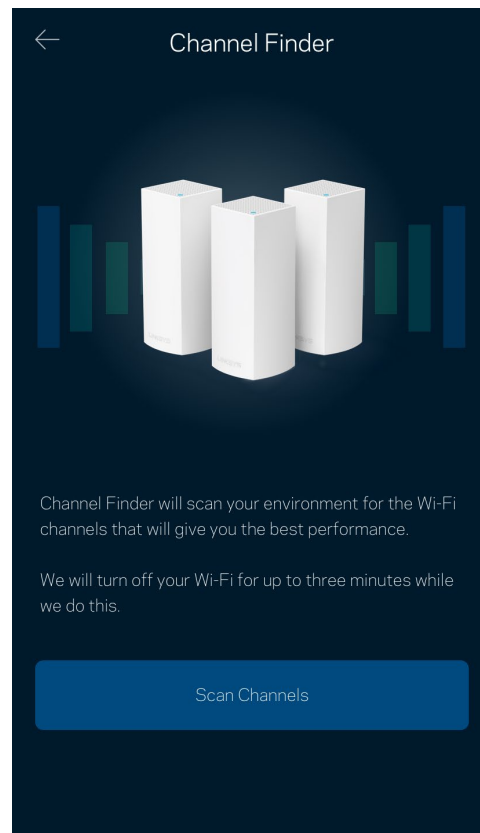 Channel Finder
Channel Finder will scan your environment for the Wi-Fi
channels that will give you the best performance.
We will turn off your Wi-Fi for up to three minutes while
we do this.
Scan Channels